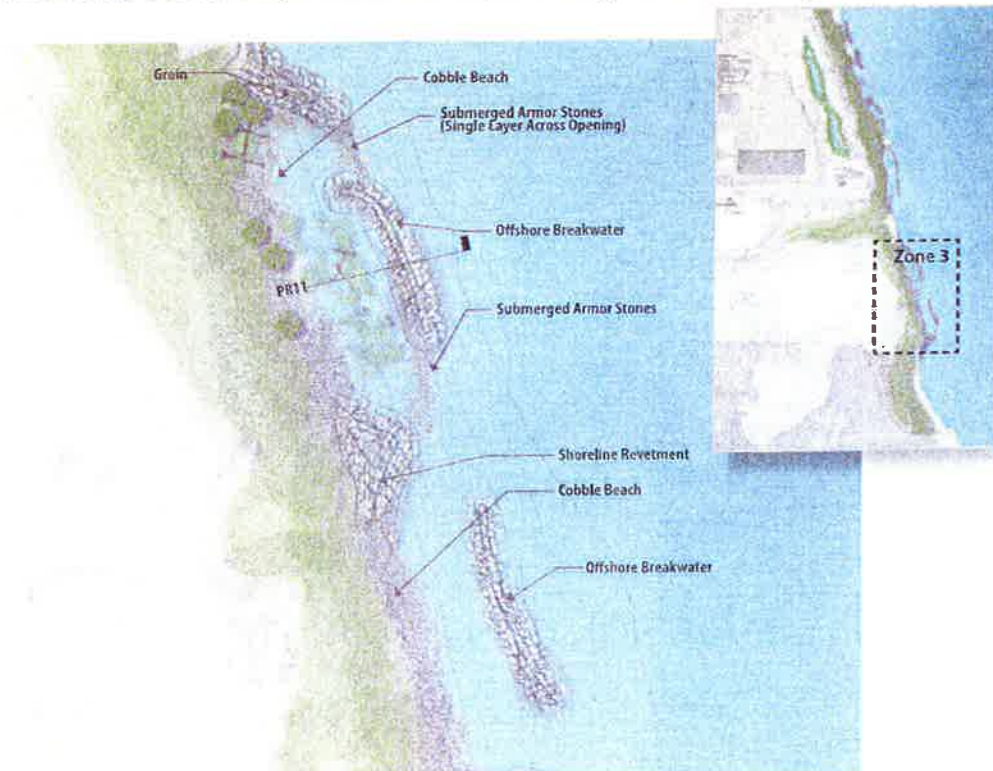 Groin
Cobble Beach
Submerged Armor Stones
(Single Layer Across Opening)
Offshore Breakwater
PR11
Submerged Armor Stones
Shoreline Revetment
Cobble Beach
Offshore Breakwater
Zone 3